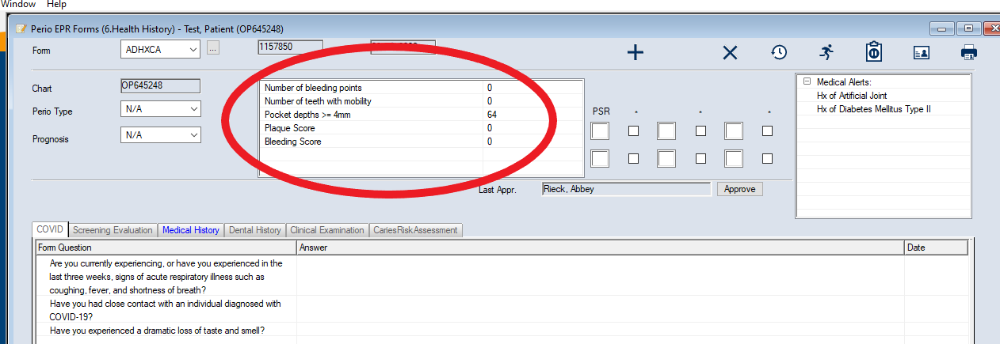 Window Help
Perio EPR Forms (6.Health History) - Test, Patient (OP645248)
Form ADHXCA ... 1157850
Chart OP645248
Perio Type N/A
Prognosis N/A
Number of bleeding points 0
Number of teeth with mobility 0
Pocket depths >= 4mm 64
Plaque Score 0
Bleeding Score 0
PSR * * *
Medical Alerts:
Hx of Artificial Joint
Hx of Diabetes Mellitus Type II
Last Appr. Rieck, Abbey Approve
COVID Screening Evaluation Medical History Dental History Clinical Examination CariesRiskAssessment
Form Question Answer Date
Are you currently experiencing, or have you experienced in the
last three weeks, signs of acute respiratory illness such as
coughing, fever, and shortness of breath?
Have you had close contact with an individual diagnosed with
COVID-19?
Have you experienced a dramatic loss of taste and smell?